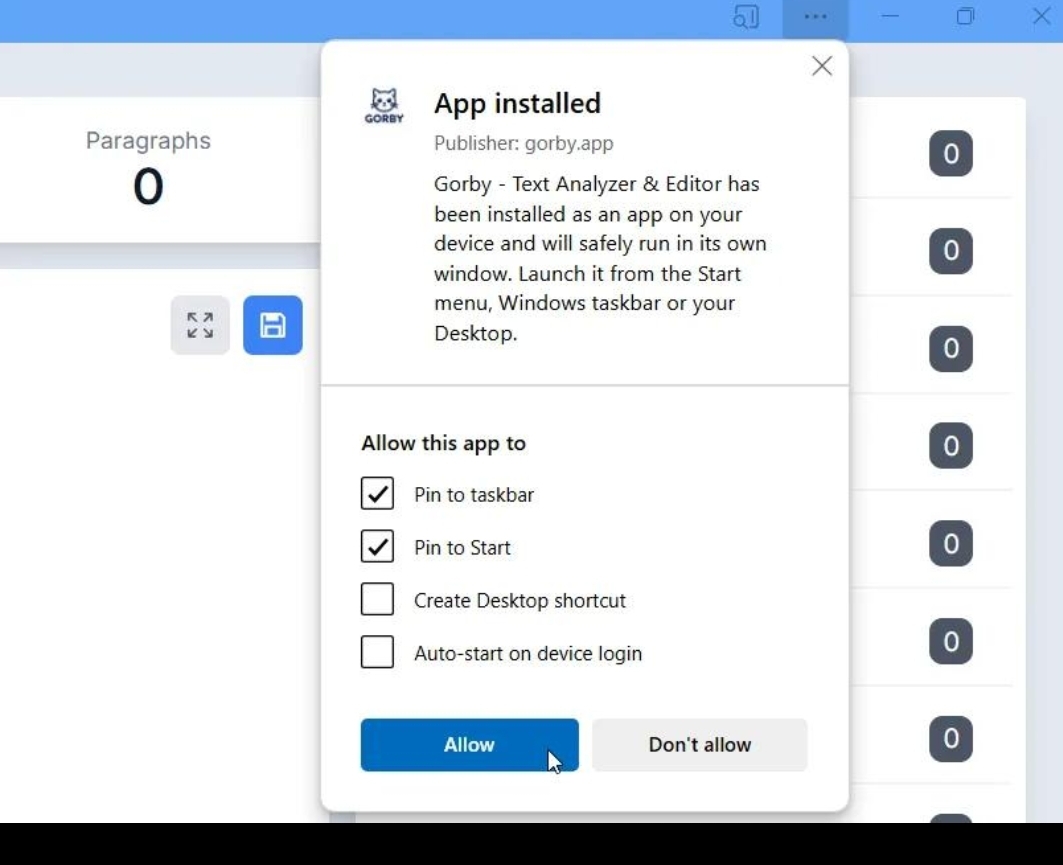 Paragraphs
0
GORBY
App installed
Publisher: gorby.app
Gorby - Text Analyzer & Editor has
been installed as an app on your
device and will safely run in its own
window. Launch it from the Start
menu, Windows taskbar or your
Desktop.
Allow this app to
Pin to taskbar
Pin to Start
Create Desktop shortcut
Auto-start on device login
Allow
Don't allow
0
0
0
0
0
0
0